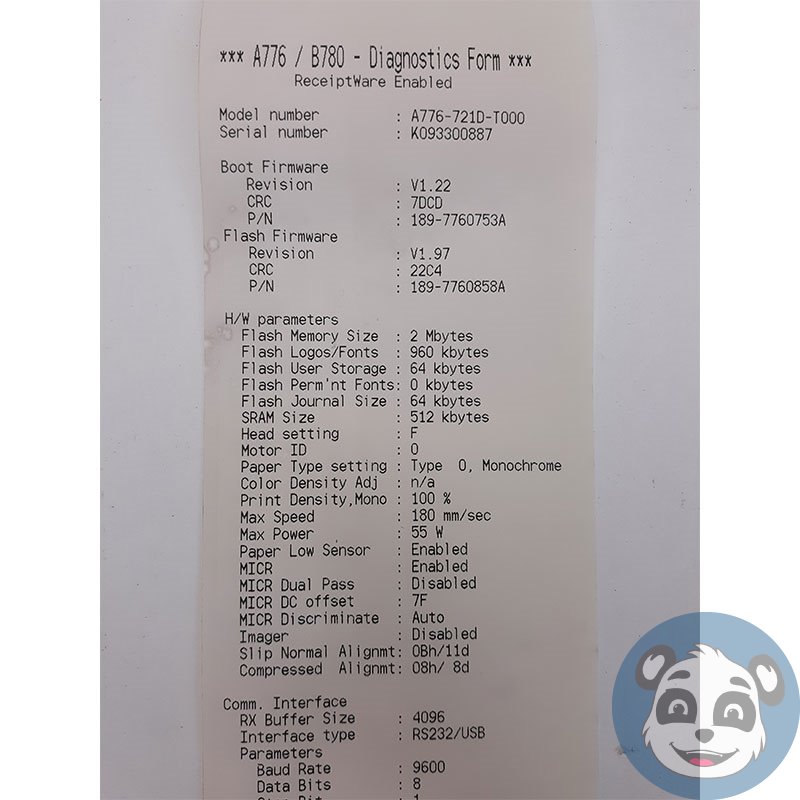 *** A776 / B780 - Diagnostics Form ***
ReceiptWare Enabled
Model number : A776-721D-T000
Serial number : K093300887
Boot Firmware
Revision : V1.22
CRC : 7DCD
P/N : 189-7760753A
Flash Firmware
Revision : V1.97
CRC : 22C4
P/N : 189-7760858A
H/W parameters
Flash Memory Size : 2 Mbytes
Flash Logos/Fonts : 960 kbytes
Flash User Storage : 64 kbytes
Flash Perm'nt Fonts: 0 kbytes
Flash Journal Size : 64 kbytes
SRAM Size : 512 kbytes
Head setting : F
Motor ID : 0
Paper Type setting : Type 0, Monochrome
Color Density Adj : n/a
Print Density,Mono : 100 %
Max Speed : 180 mm/sec
Max Power : 55 W
Paper Low Sensor : Enabled
MICR : Enabled
MICR Dual Pass : Disabled
MICR DC offset : 7F
MICR Discriminate : Auto
Imager : Disabled
Slip Normal Alignmt: 0Bh/11d
Compressed Alignmt: 08h/ 8d
Comm. Interface
RX Buffer Size : 4096
Interface type : RS232/USB
Parameters
Baud Rate : 9600
Data Bits : 8